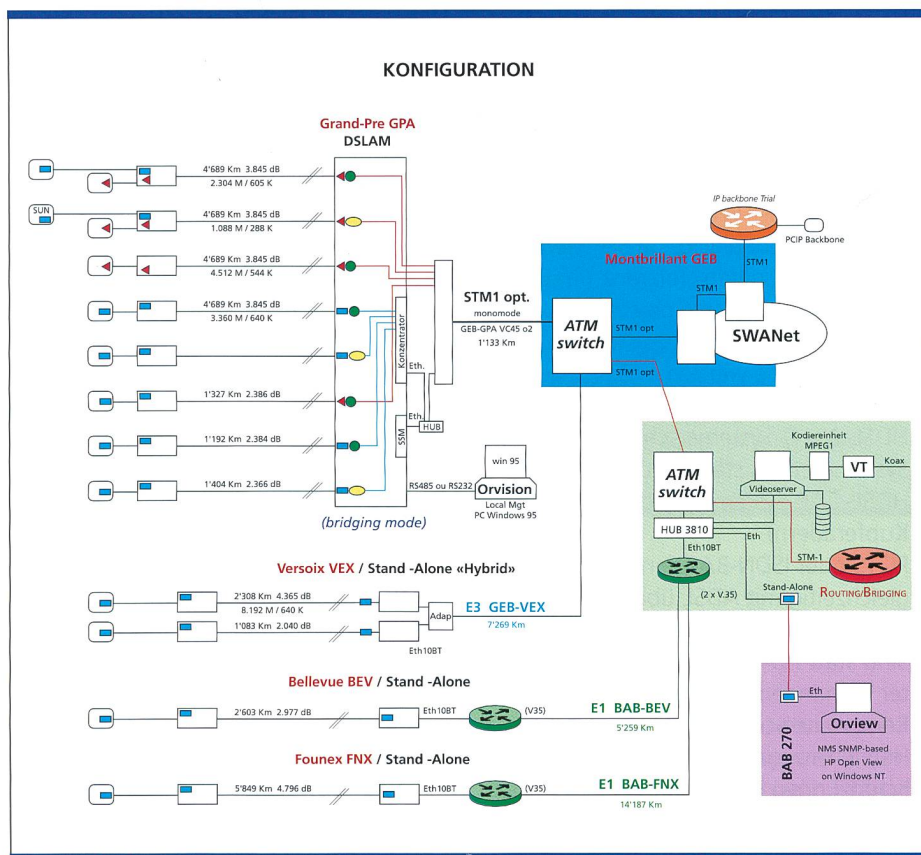 KONFIGURATION
Grand-Pre GPA
DSLAM
4'689 Km 3.845 dB
2.304 M / 605 K
SUN
4'689 Km 3.845 dB
1.088 M / 288 K
4'689 Km 3.845 dB
4.512 M / 544 K
4'689 Km 3.845 dB
3.360 M / 640 K
1'327 Km 2.386 dB
1'192 Km 2.384 dB
1'404 Km 2.366 dB
Konzentrator
SSM
Eth.
Eth.
HUB
RS485 ou RS232
(bridging mode)
win 95
Orvision
Local Mgt
PC Windows 95
STM1 opt.
monomode
GEB-GPA VC45 o2
1'133 Km
IP backbone Trial
PCIP Backbone
STM1
Montbrillant GEB
STM1
ATM
switch
STM1 opt
SWANet
STM1 opt
Kodiereinheit
MPEG1
VT
Koax
Videoserver
ATM
switch
HUB 3810
Eth
Eth10BT
STM-1
(2 x V.35)
Stand-Alone
ROUTING/BRIDGING
Versoix VEX / Stand -Alone «Hybrid»
2'308 Km 4.365 dB
8.192 M / 640 K
1'083 Km 2.040 dB
Adap
Eth10BT
E3 GEB-VEX
7'269 Km
Bellevue BEV / Stand -Alone
2'603 Km 2.977 dB
Eth10BT
(V35)
E1 BAB-BEV
5'259 Km
Founex FNX / Stand -Alone
5'849 Km 4.796 dB
Eth10BT
(V35)
E1 BAB-FNX
14'187 Km
BAB 270
Eth
Orview
NMS SNMP-based
HP Open View
on Windows NT